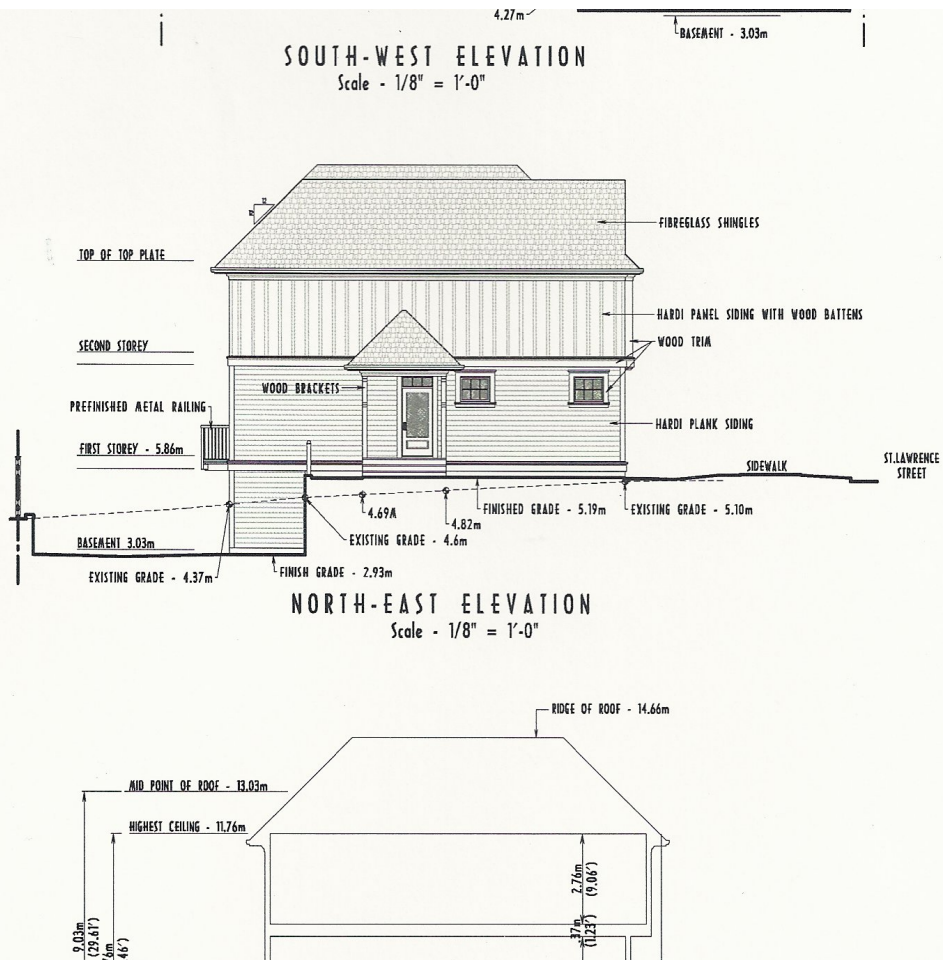 4.27m
BASEMENT - 3.03m
SOUTH-WEST ELEVATION
Scale - 1/8" = 1'-0"
FIBREGLASS SHINGLES
TOP OF TOP PLATE
HARDI PANEL SIDING WITH WOOD BATTENS
WOOD TRIM
SECOND STOREY
WOOD BRACKETS
PREFINISHED METAL RAILING
HARDI PLANK SIDING
FIRST STOREY - 5.86m
SIDEWALK
ST.LAWRENCE
STREET
4.69M
FINISHED GRADE - 5.19m
EXISTING GRADE - 5.10m
4.82m
EXISTING GRADE - 4.6m
BASEMENT 3.03m
EXISTING GRADE - 4.37m
FINISH GRADE - 2.93m
NORTH-EAST ELEVATION
Scale - 1/8" = 1'-0"
RIDGE OF ROOF - 14.66m
MID POINT OF ROOF - 13.03m
HIGHEST CEILING - 11.76m
2.76m
(9.06')
.37m
(1.23')
9.03m
(29.61')